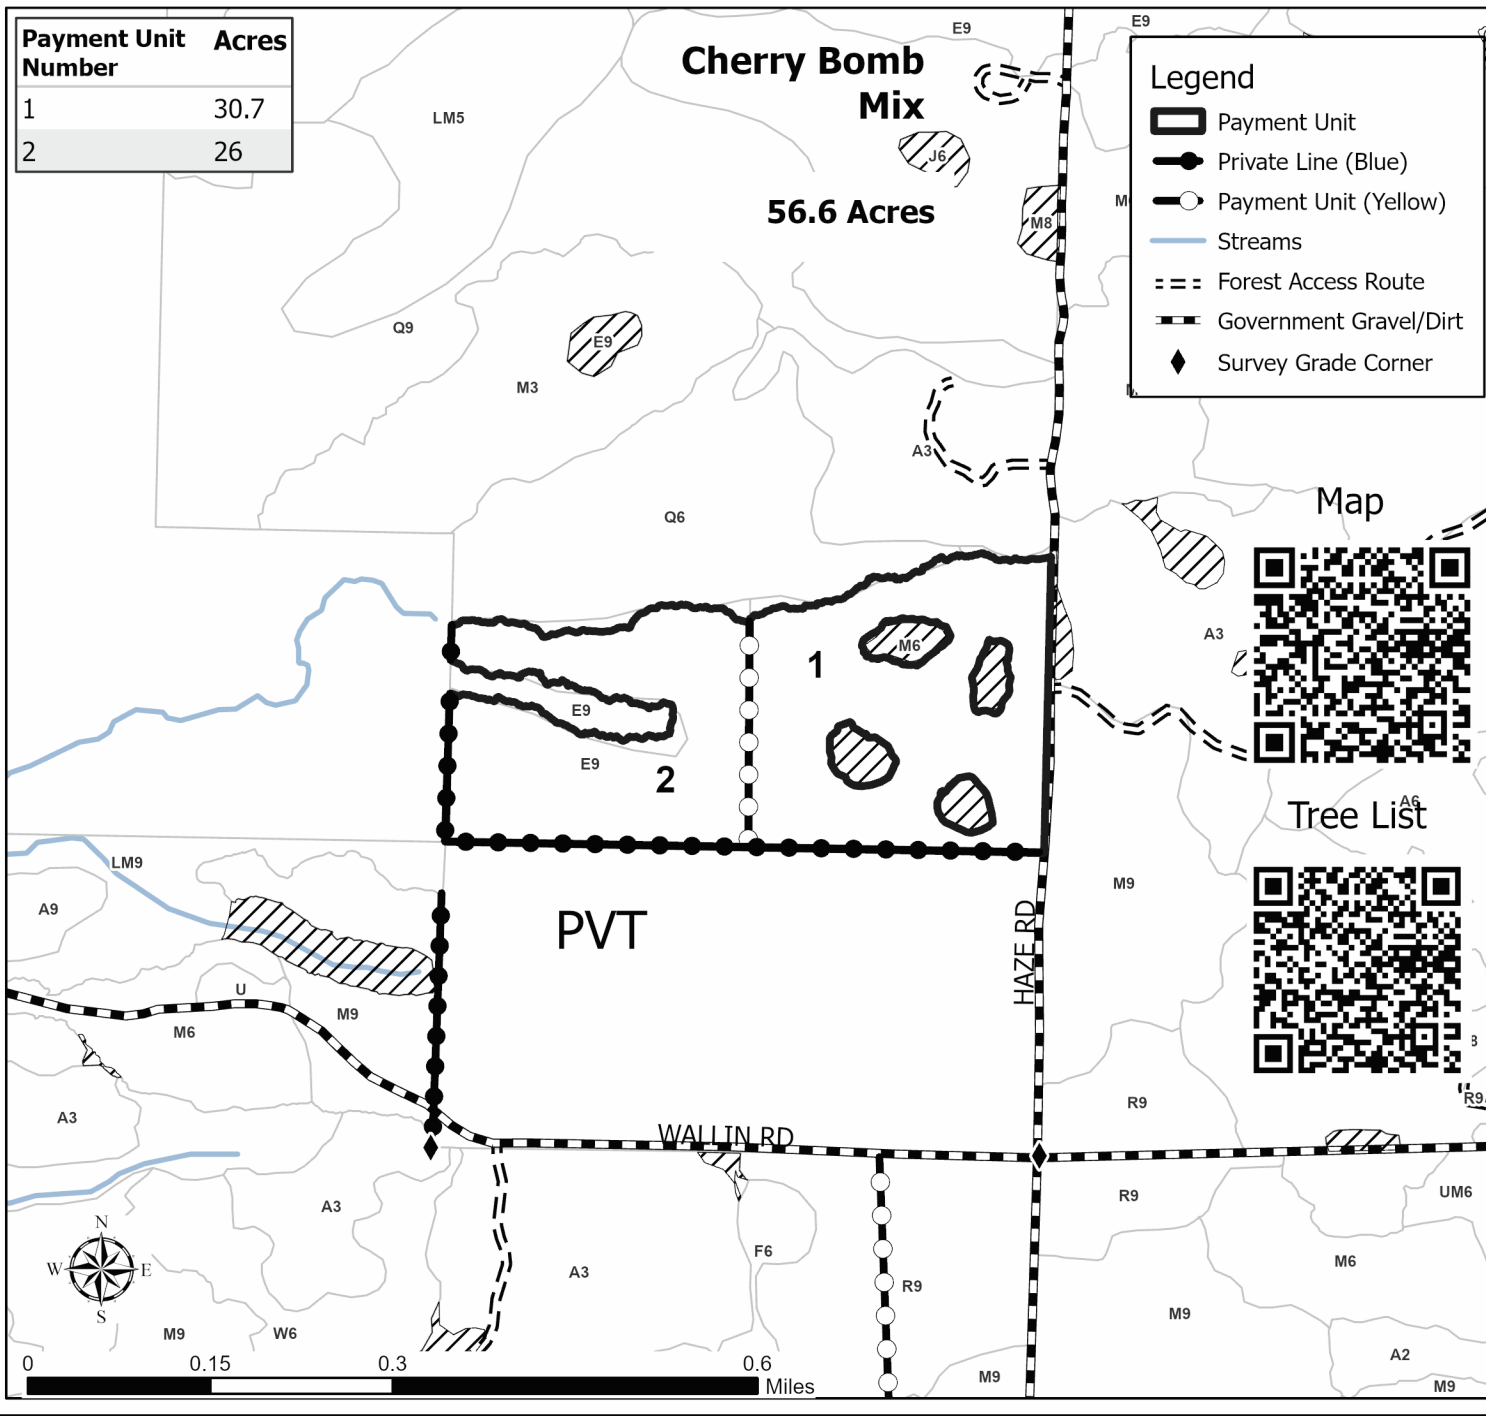 Payment Unit Number Acres
1 30.7
2 26
Cherry Bomb
Mix
56.6 Acres
Legend
Payment Unit
Private Line (Blue)
Payment Unit (Yellow)
Streams
Forest Access Route
Government Gravel/Dirt
Survey Grade Corner
E9
E9
LM5
J6
M8
Q9
E9
M3
A3
Q6
Map
A3
M6
1
E9
E9
2
A6
Tree List
LM9
M9
A9
PVT
HAZE RD
U
M9
M6
A3
R9
R9
WALLIN RD
A3
R9
UM6
F6
M6
A3
R9
N
W E
S
M9
M9
W6
A2
M9
M9
0 0.15 0.3 0.6 Miles